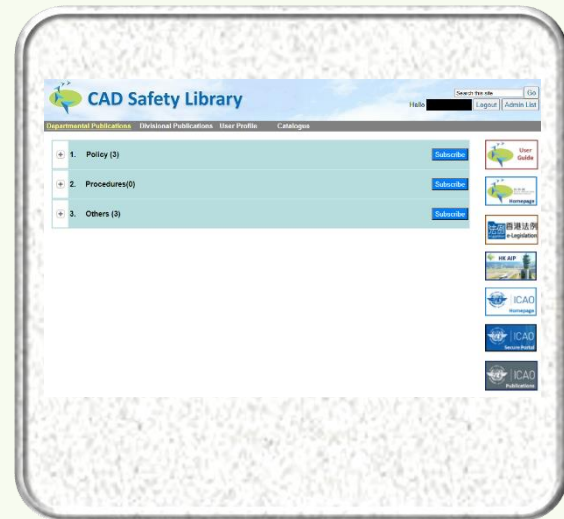 CAD Safety Library
Search this site
Go
Hello
Logout
Admin List
Departmental Publications
Divisional Publications
User Profile
Catalogue
1. Policy (3)
Subscribe
2. Procedures(0)
Subscribe
3. Others (3)
Subscribe
User
Guide
Homepage
香港法例
e-Legislation
HK AIP
ICAO
Homepage
ICAO
Secure Portal
ICAO
Publications